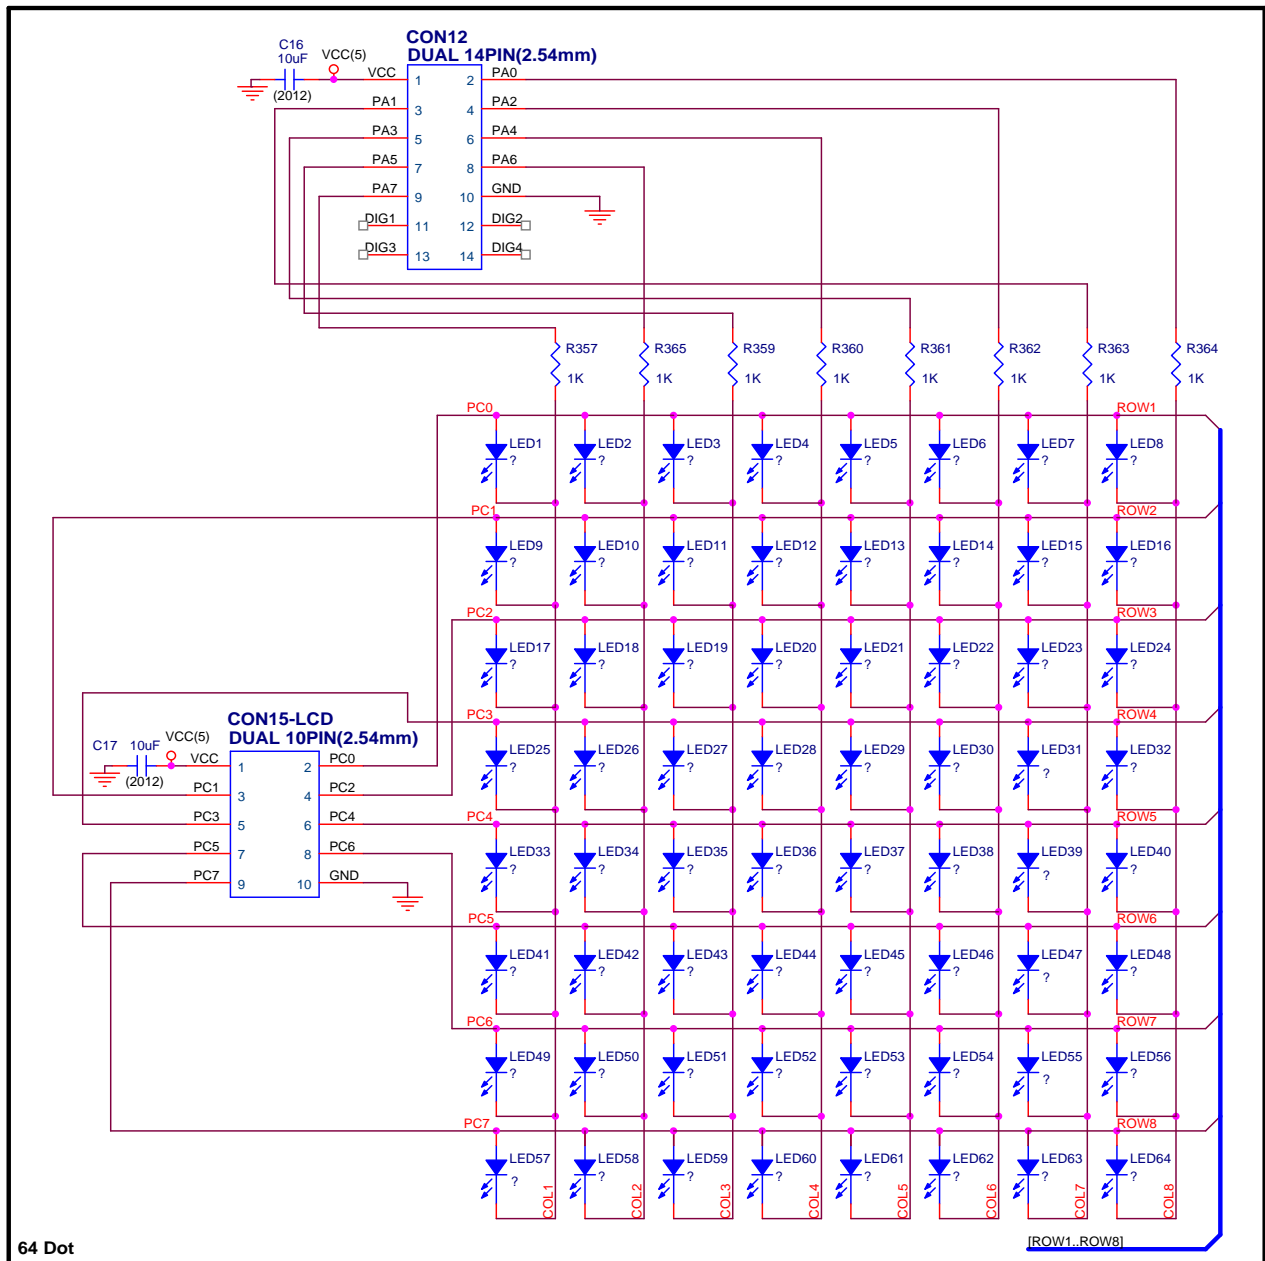 CON12
DUAL 14PIN(2.54mm)
C16
10uF
(2012)
VCC(5)
VCC 1 2 PA0
PA1 3 4 PA2
PA3 5 6 PA4
PA5 7 8 PA6
PA7 9 10 GND
DIG1 11 12 DIG2
DIG3 13 14 DIG4
R357 R365 R359 R360 R361 R362 R363 R364
1K 1K 1K 1K 1K 1K 1K 1K
PC0 ROW1
LED1 LED2 LED3 LED4 LED5 LED6 LED7 LED8
? ? ? ? ? ? ? ?
PC1 ROW2
LED9 LED10 LED11 LED12 LED13 LED14 LED15 LED16
? ? ? ? ? ? ? ?
PC2 ROW3
LED17 LED18 LED19 LED20 LED21 LED22 LED23 LED24
? ? ? ? ? ? ? ?
PC3 ROW4
LED25 LED26 LED27 LED28 LED29 LED30 LED31 LED32
? ? ? ? ? ? ? ?
CON15-LCD
DUAL 10PIN(2.54mm)
C17 10uF
(2012)
VCC(5)
VCC 1 2 PC0
PC1 3 4 PC2
PC3 5 6 PC4
PC5 7 8 PC6
PC7 9 10 GND
PC4 ROW5
LED33 LED34 LED35 LED36 LED37 LED38 LED39 LED40
? ? ? ? ? ? ? ?
PC5 ROW6
LED41 LED42 LED43 LED44 LED45 LED46 LED47 LED48
? ? ? ? ? ? ? ?
PC6 ROW7
LED49 LED50 LED51 LED52 LED53 LED54 LED55 LED56
? ? ? ? ? ? ? ?
PC7 ROW8
LED57 LED58 LED59 LED60 LED61 LED62 LED63 LED64
? ? ? ? ? ? ? ?
COL1 COL2 COL3 COL4 COL5 COL6 COL7 COL8
[ROW1..ROW8]
64 Dot